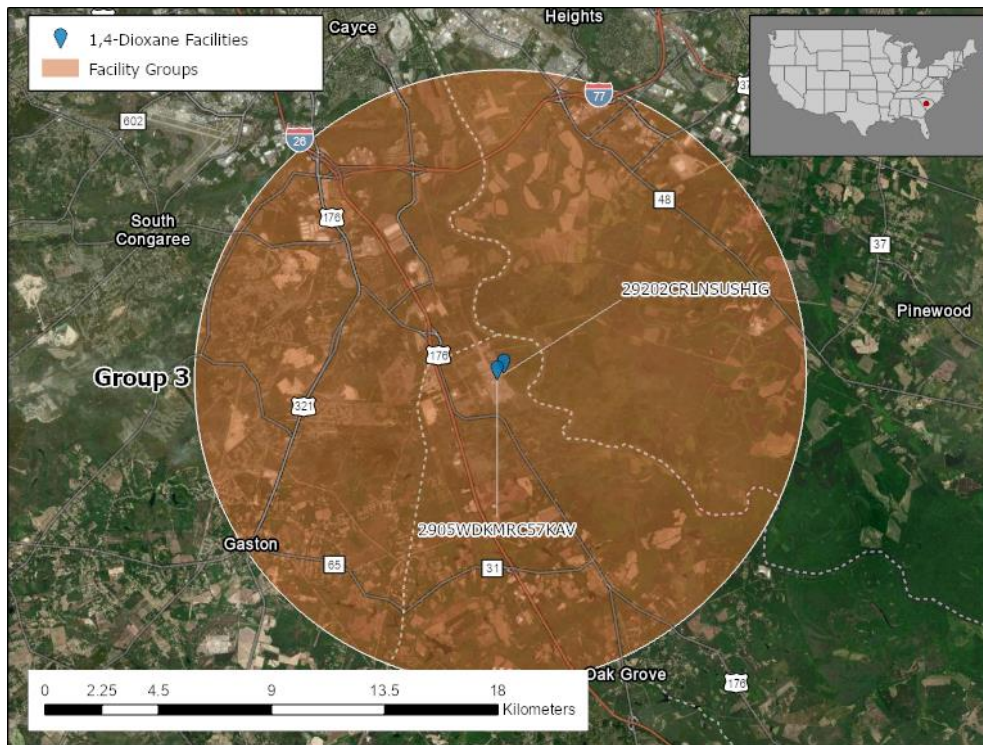 1,4-Dioxane Facilities
Facility Groups
Cayce
Heights
77
37
602
26
South
Congaree
176
48
37
29202CRLNSUSHIG
Pinewood
176
Group 3
321
2905WDKMRC57KAV
Gaston
65
31
Oak Grove
176
0 2.25 4.5 9 13.5 18
Kilometers